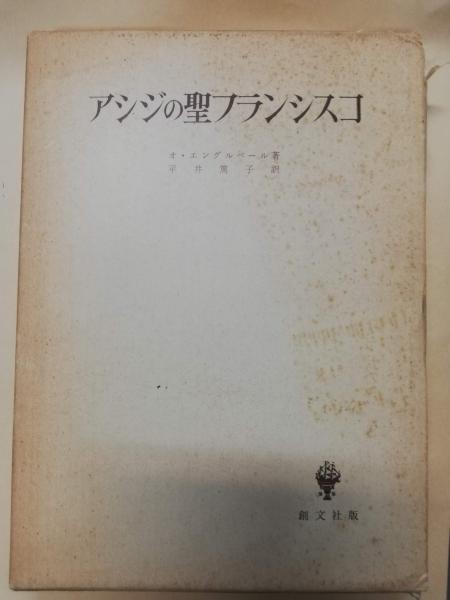 アシジの聖フランシスコ
オ・エングルベール著
平井篤子訳
創文社版